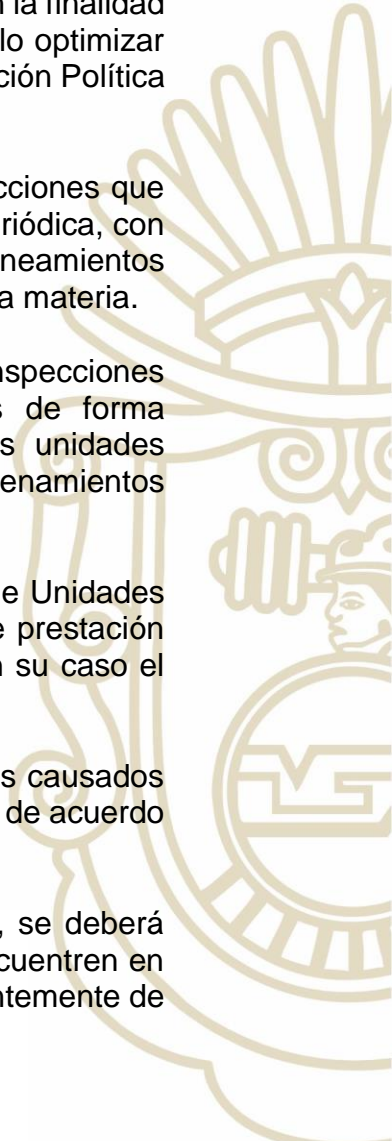 n la finalidad
lo optimizar
ción Política
cciones que
riódica, con
neamientos
a materia.
nspecciones
s de forma
s unidades
enamientos
e Unidades
e prestación
n su caso el
s causados
de acuerdo
, se deberá
cuentren en
ntemente de